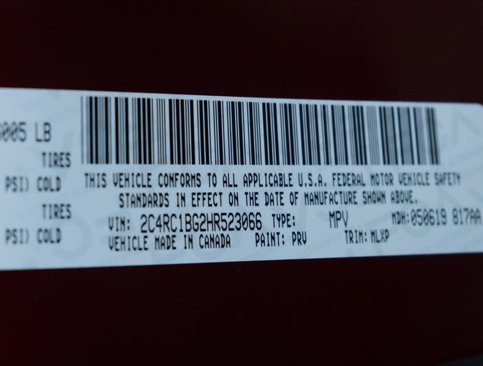 6005 LB
TIRES
PSI) COLD
TIRES
PSI) COLD
THIS VEHICLE CONFORMS TO ALL APPLICABLE U.S.A. FEDERAL MOTOR VEHICLE SAFETY
STANDARDS IN EFFECT ON THE DATE OF MANUFACTURE SHOWN ABOVE.
VIN: 2C4RC1BG2HR523066 TYPE: MPV MDH: 050619 817AA
VEHICLE MADE IN CANADA PAINT: PRV TRIM: MLXP